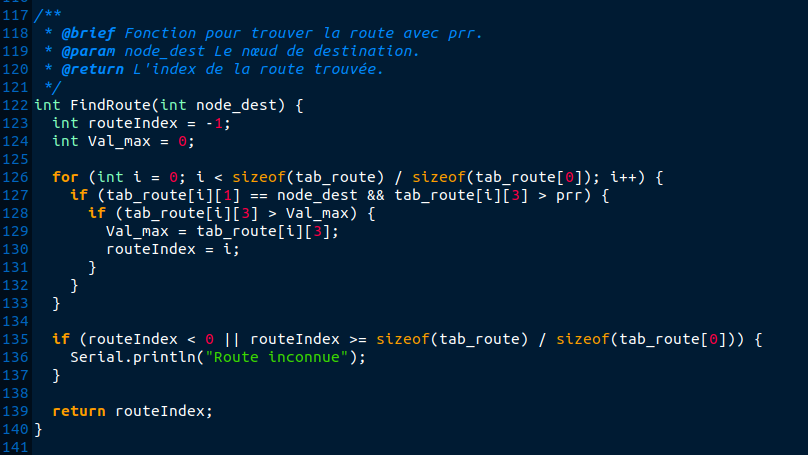 117 /**
118  * @brief Fonction pour trouver la route avec prr.
119  * @param node_dest Le nœud de destination.
120  * @return L'index de la route trouvée.
121  */
122 int FindRoute(int node_dest) {
123   int routeIndex = -1;
124   int Val_max = 0;
125
126   for (int i = 0; i < sizeof(tab_route) / sizeof(tab_route[0]); i++) {
127     if (tab_route[i][1] == node_dest && tab_route[i][3] > prr) {
128       if (tab_route[i][3] > Val_max) {
129         Val_max = tab_route[i][3];
130         routeIndex = i;
131       }
132     }
133   }
134
135   if (routeIndex < 0 || routeIndex >= sizeof(tab_route) / sizeof(tab_route[0])) {
136     Serial.println("Route inconnue");
137   }
138
139   return routeIndex;
140 }
141